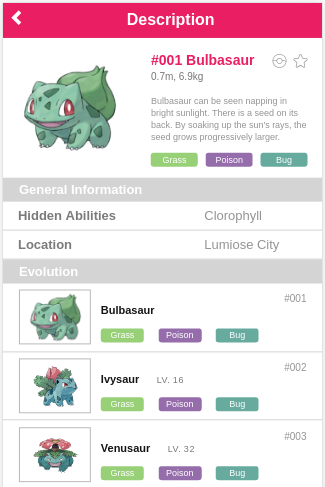 Description
#001 Bulbasaur
0.7m, 6.9kg
Bulbasaur can be seen napping in
bright sunlight. There is a seed on its
back. By soaking up the sun's rays, the
seed grows progressively larger.
Grass Poison Bug
General Information
Hidden Abilities Clorophyll
Location Lumiose City
Evolution
#001
Bulbasaur
Grass Poison Bug
#002
Ivysaur LV. 16
Grass Poison Bug
#003
Venusaur LV. 32
Grass Poison Bug